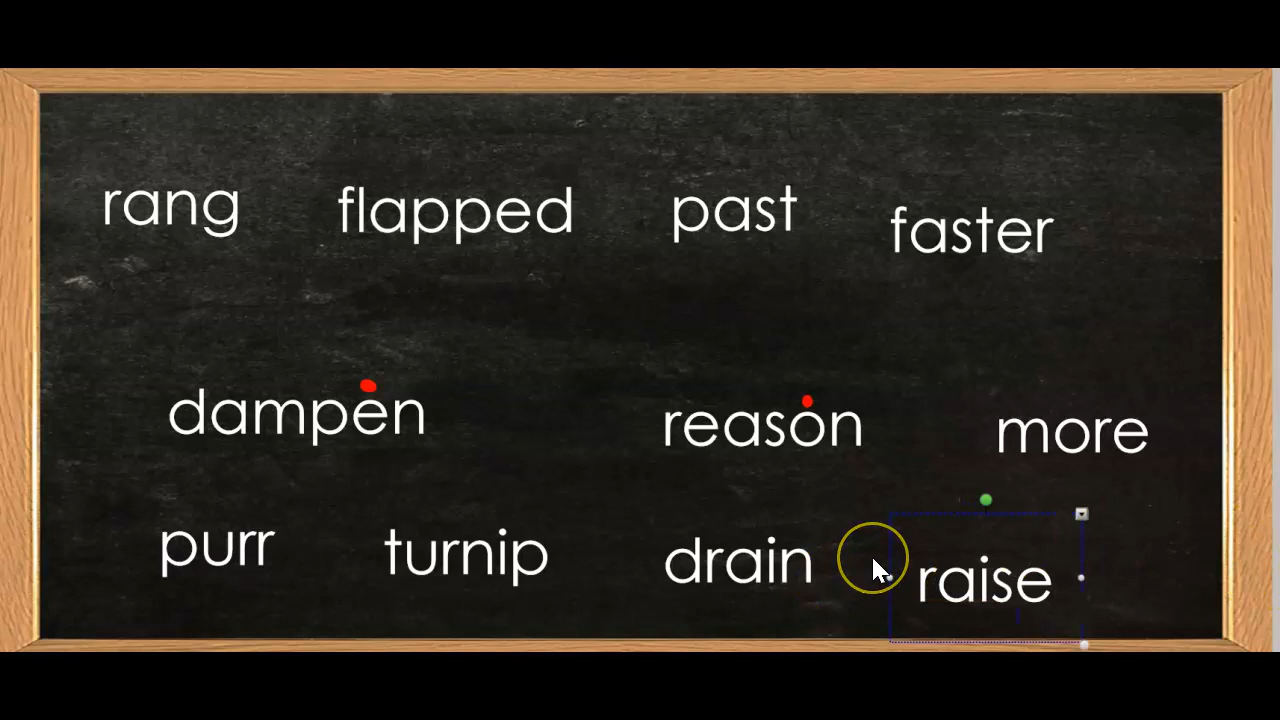 rang flapped past faster
dampen reason more
purr turnip drain raise